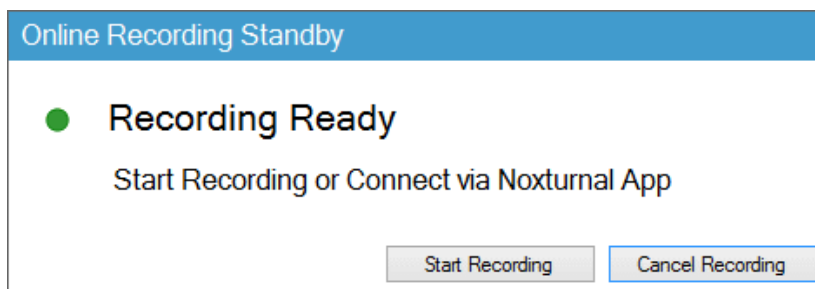 Online Recording Standby
Recording Ready
Start Recording or Connect via Noxturnal App
Start Recording Cancel Recording